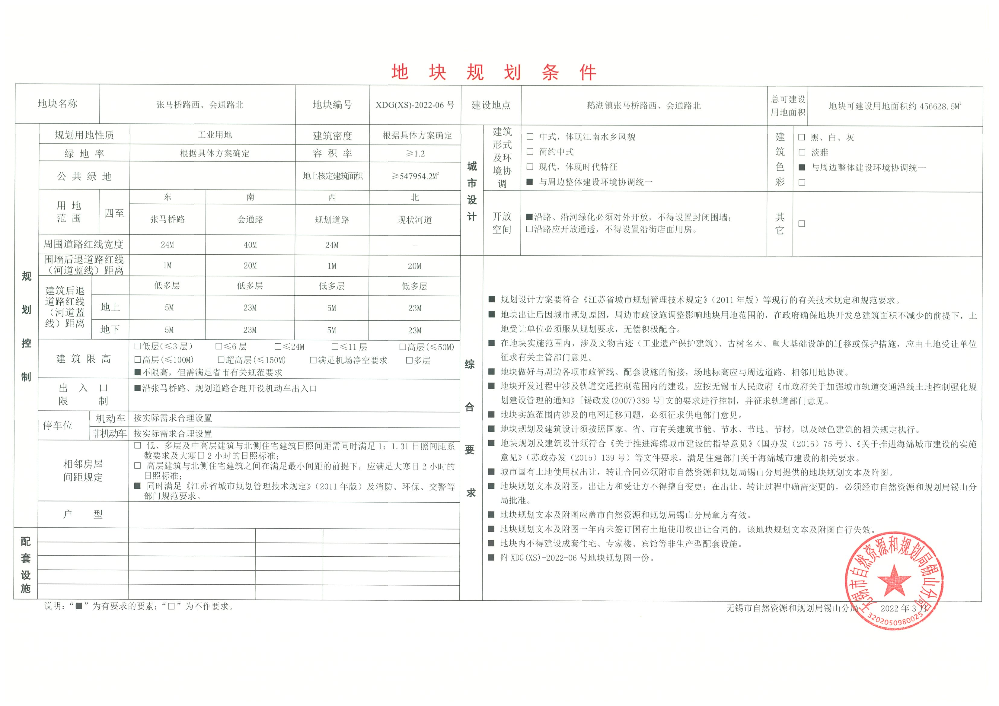 地块规划条件
地块名称 张马桥路西、会通路北 地块编号 XDG(XS)-2022-06 号 建设地点 鹅湖镇张马桥路西、会通路北 总可建设用地面积 地块可建设用地面积约 456628.5M²
规划控制
规划用地性质 工业用地 建筑密度 根据具体方案确定
绿地率 根据具体方案确定 容积率 ≥1.2
公共绿地 地上核定建筑面积 ≥547954.2M²
用地范围 四至 东 南 西 北
张马桥路 会通路 规划道路 现状河道
周围道路红线宽度 24M 40M 24M -
围墙后退道路红线（河道蓝线）距离 1M 20M 1M 20M
建筑后退道路红线（河道蓝线）距离 低多层 低多层 低多层 低多层
地上 5M 23M 5M 23M
地下 5M 23M 5M 23M
建筑限高
□低层(≤3 层) □≤6 层 □≤24M □≤11 层 □高层(≤50M)
□高层(≤100M) □超高层(≤150M) □满足机场净空要求 □多层
■不限高，但需满足省市有关规范要求
出入口限制 ■沿张马桥路、规划道路合理开设机动车出入口
停车位 机动车 按实际需求合理设置
非机动车 按实际需求合理设置
相邻房屋间距规定
□ 低、多层及中高层建筑与北侧住宅建筑日照间距需同时满足 1：1.31 日照间距系
数要求及大寒日 2 小时的日照标准；
□ 高层建筑与北侧住宅建筑之间在满足最小间距的前提下，应满足大寒日 2 小时的
日照标准；
■ 同时满足《江苏省城市规划管理技术规定》（2011 年版）及消防、环保、交警等
部门规范要求。
户型
配套设施
城市设计
建筑形式及环境协调
□ 中式，体现江南水乡风貌
□ 简约中式
□ 现代，体现时代特征
■ 与周边整体建设环境协调统一
建筑色彩
□ 黑、白、灰
□ 淡雅
■ 与周边整体建设环境协调统一
□
开放空间
■沿路、沿河绿化必须对外开放，不得设置封闭围墙；
□沿路应开放通透，不得设置沿街店面用房。
其它 □
综合要求
■ 规划设计方案要符合《江苏省城市规划管理技术规定》（2011 年版）等现行的有关技术规定和规范要求。
■ 地块出让后因城市规划原因，周边市政设施调整影响地块用地范围的，在政府确保地块开发总建筑面积不减少的前提下，土
地受让单位必须服从规划要求，无偿积极配合。
■ 在地块实施范围内，涉及文物古迹（工业遗产保护建筑）、古树名木、重大基础设施的迁移或保护措施，应由土地受让单位
征求有关主管部门意见。
■ 地块做好与周边各项市政管线、配套设施的衔接，场地标高应与周边道路、相邻用地协调。
■ 地块开发过程中涉及轨道交通控制范围内的建设，应按无锡市人民政府《市政府关于加强城市轨道交通沿线土地控制强化规
划建设管理的通知》[锡政发(2007)389 号]文的要求进行控制，并征求轨道部门意见。
■ 地块实施范围内涉及的电网迁移问题，必须征求供电部门意见。
■ 地块规划及建筑设计须按照国家、省、市有关建筑节能、节水、节地、节材，以及绿色建筑的相关规定执行。
■ 地块规划及建筑设计须符合《关于推进海绵城市建设的指导意见》（国办发（2015）75 号）、《关于推进海绵城市建设的实施
意见》（苏政办发（2015）139 号）等文件要求，满足住建部门关于海绵城市建设的相关要求。
■ 城市国有土地使用权出让，转让合同必须附市自然资源和规划局锡山分局提供的地块规划文本及附图。
■ 地块规划文本及附图，出让方和受让方不得擅自变更；在出让、转让过程中确需变更的，必须经市自然资源和规划局锡山分
局批准。
■ 地块规划文本及附图应盖市自然资源和规划局锡山分局章方有效。
■ 地块规划文本及附图一年内未签订国有土地使用权出让合同的，该地块规划文本及附图自行失效。
■ 地块内不得建设成套住宅、专家楼、宾馆等非生产型配套设施。
■ 附 XDG(XS)-2022-06 号地块规划图一份。
说明：“■”为有要求的要素；“□”为不作要求。
无锡市自然资源和规划局锡山分局 2022 年 3 月
无锡市自然资源和规划局锡山分局
3202050980025